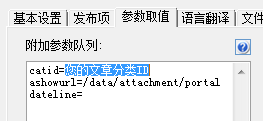 基本设置 发布项 参数取值 语言翻译 文件
附加参数队列:
catid=您的文章分类ID
ashowurl=/data/attachment/portal
dateline=